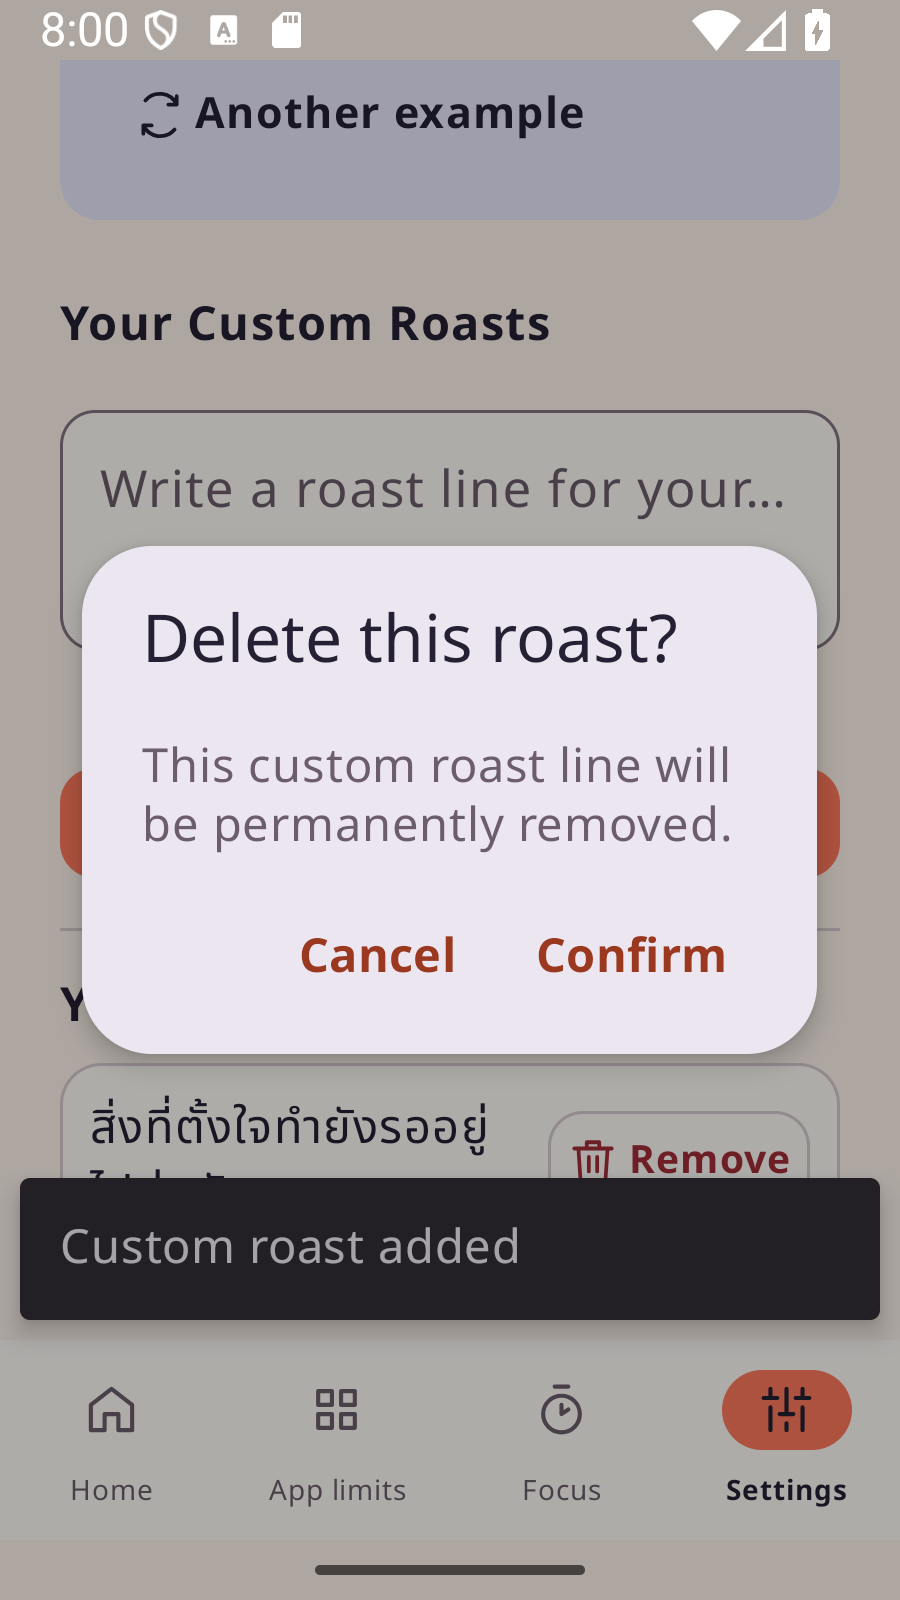 8:00
Another example
Your Custom Roasts
Write a roast line for your...
Delete this roast?
This custom roast line will
be permanently removed.
Cancel
Confirm
สิ่งที่ตั้งใจทำยังรออยู่
Remove
Custom roast added
Home
App limits
Focus
Settings